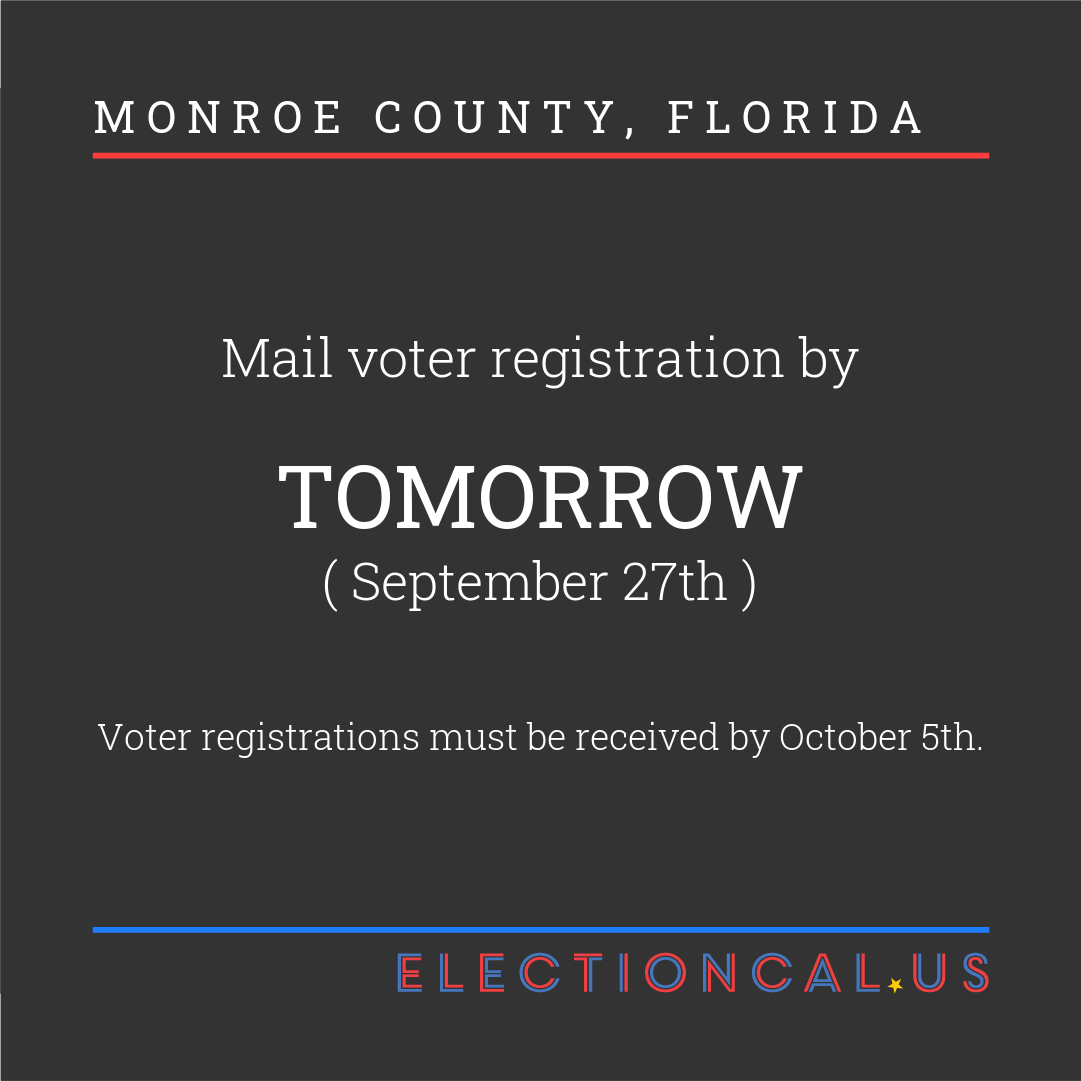 MONROE COUNTY, FLORIDA
Mail voter registration by
TOMORROW
( September 27th )
Voter registrations must be received by October 5th.
ELECTIONCAL.US